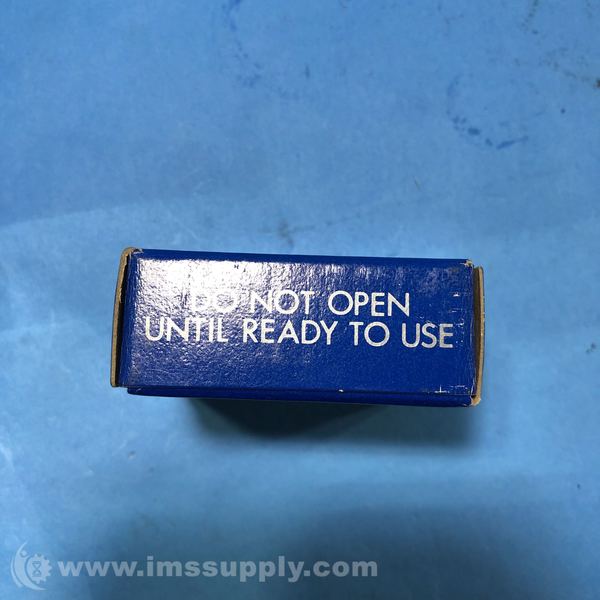 DO NOT OPEN
UNTIL READY TO USE
www.imssupply.com